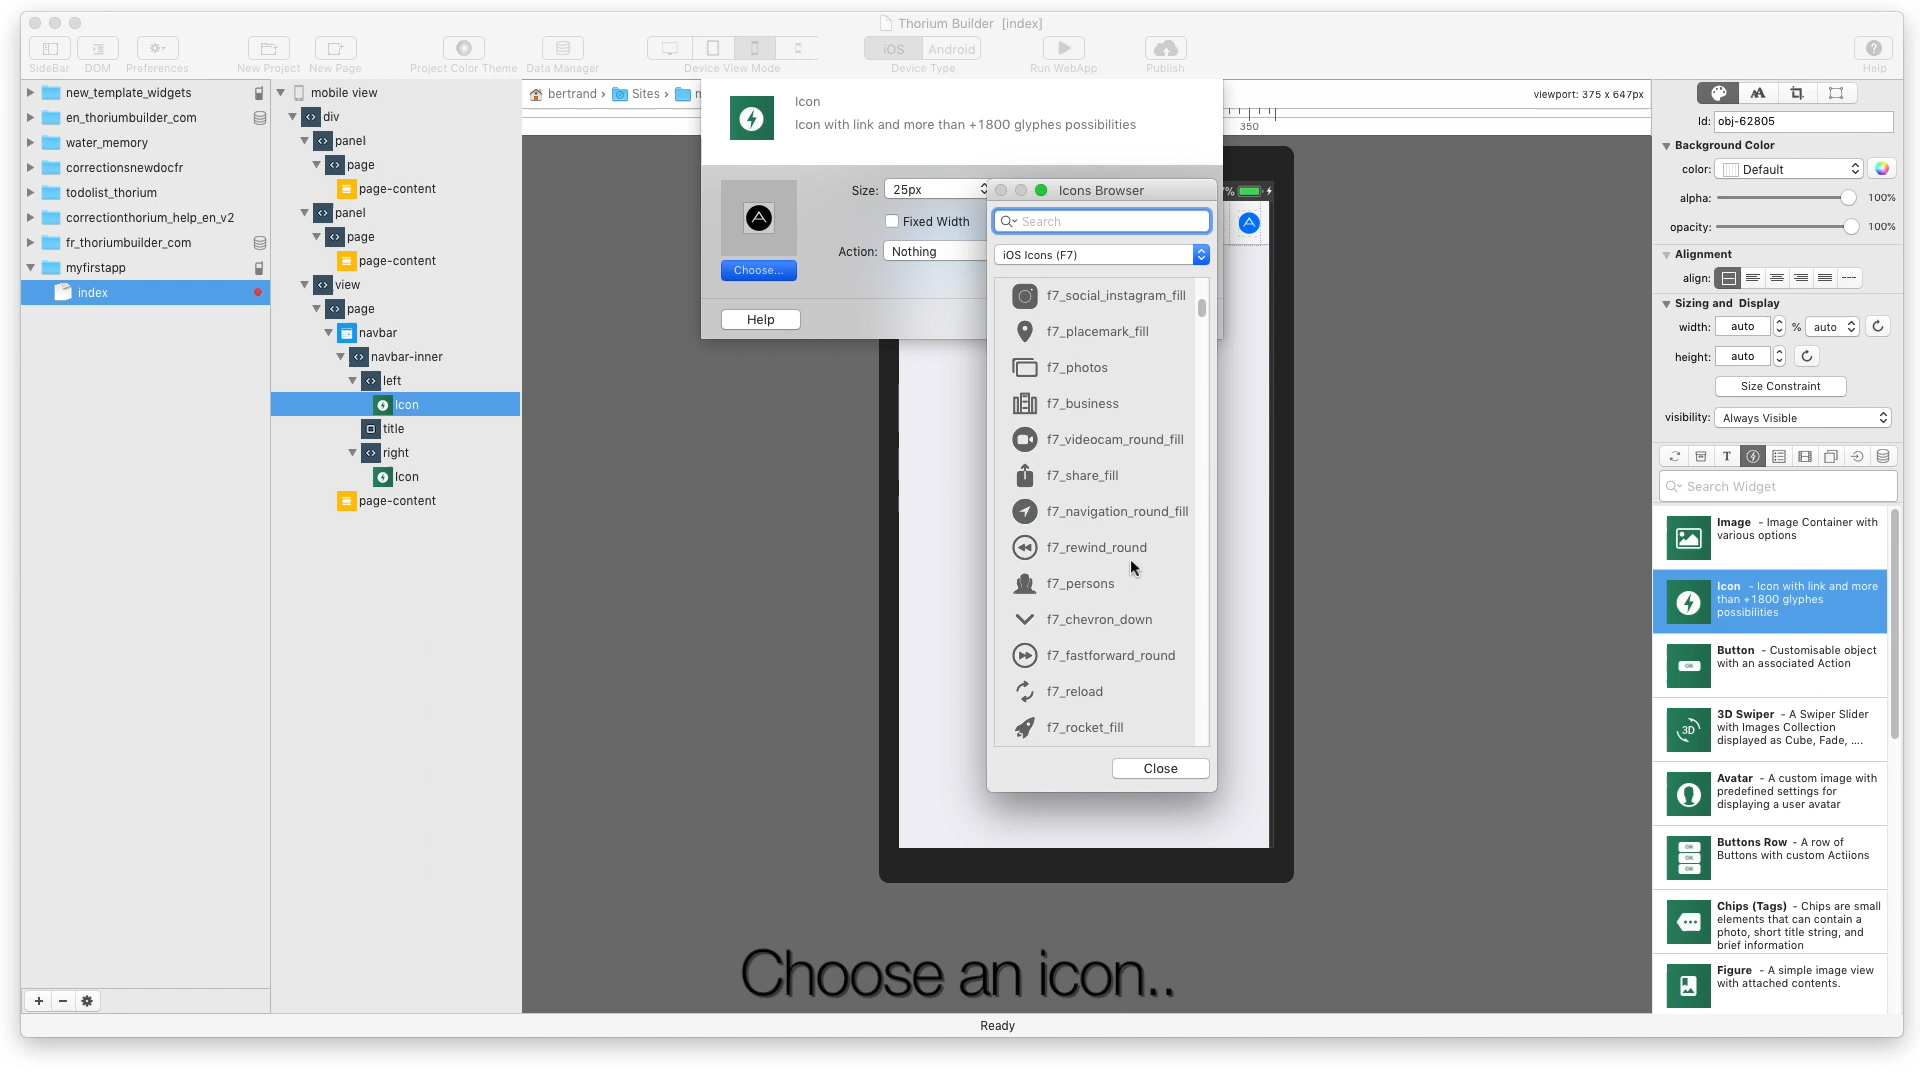 Thorium Builder [index]
SideBar
DOM
Preferences
New Project
New Page
Project Color Theme
Data Manager
Device View Mode
iOS
Android
Device Type
Run WebApp
Publish
Help
new_template_widgets
en_thoriumbuilder_com
water_memory
correctionsnewdocfr
todolist_thorium
correctionthorium_help_en_v2
fr_thoriumbuilder_com
myfirstapp
index
mobile view
div
panel
page
page-content
panel
page
page-content
view
page
navbar
navbar-inner
left
Icon
title
right
Icon
page-content
bertrand › Sites ›
viewport: 375 x 647px
350
Icon
Icon with link and more than +1800 glyphes possibilities
Size: 25px
Fixed Width
Choose...
Action: Nothing
Help
Icons Browser
Search
iOS Icons (F7)
f7_social_instagram_fill
f7_placemark_fill
f7_photos
f7_business
f7_videocam_round_fill
f7_share_fill
f7_navigation_round_fill
f7_rewind_round
f7_persons
f7_chevron_down
f7_fastforward_round
f7_reload
f7_rocket_fill
Close
Choose an icon..
Id: obj-62805
Background Color
color: Default
alpha: 100%
opacity: 100%
Alignment
align:
Sizing and Display
width: auto % auto
height: auto
Size Constraint
visibility: Always Visible
Search Widget
Image - Image Container with
various options
Icon - Icon with link and more
than +1800 glyphes
possibilities
OK
Button - Customisable object
with an associated Action
3D
3D Swiper - A Swiper Slider
with Images Collection
displayed as Cube, Fade, ....
Avatar - A custom image with
predefined settings for
displaying a user avatar
OK
OK
OK
Buttons Row - A row of
Buttons with custom Actiions
Chips (Tags) - Chips are small
elements that can contain a
photo, short title string, and
brief information
Figure - A simple image view
with attached contents.
Ready